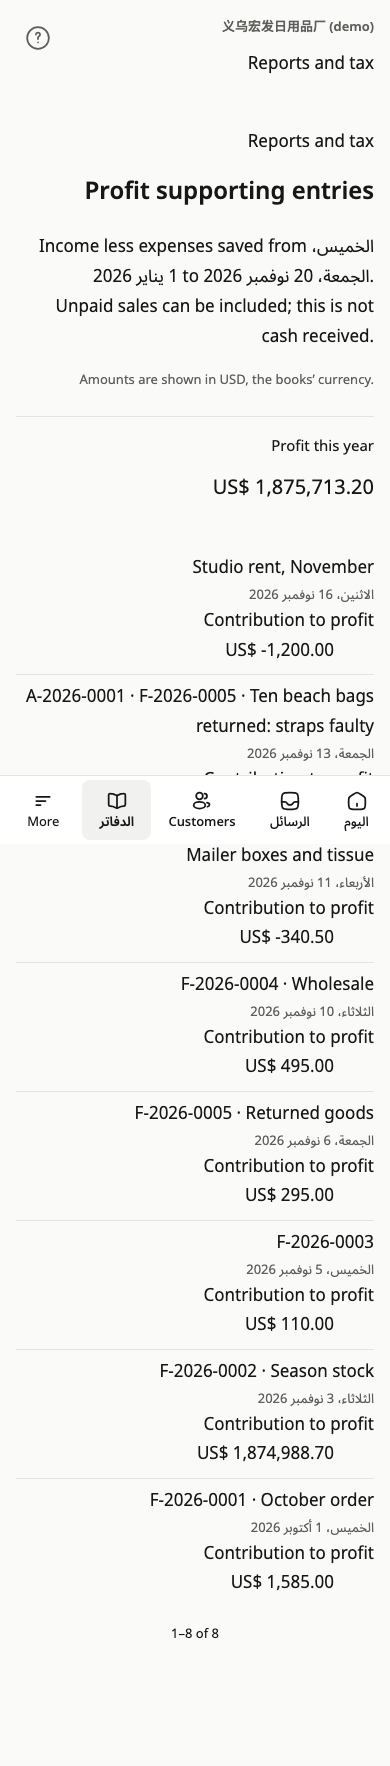 义乌宏发日用品厂 (demo)
Reports and tax
Reports and tax
Profit supporting entries
Income less expenses saved from الخميس،
1 يناير 2026 to الجمعة، 20 نوفمبر 2026.
Unpaid sales can be included; this is not
cash received.
Amounts are shown in USD, the books’ currency.
Profit this year
US$ 1,875,713.20
Studio rent, November
الاثنين، 16 نوفمبر 2026
Contribution to profit
US$ -1,200.00
A-2026-0001 · F-2026-0005 · Ten beach bags
returned: straps faulty
الجمعة، 13 نوفمبر 2026
More
الدفاتر
Customers
الرسائل
اليوم
Mailer boxes and tissue
الأربعاء، 11 نوفمبر 2026
Contribution to profit
US$ -340.50
F-2026-0004 · Wholesale
الثلاثاء، 10 نوفمبر 2026
Contribution to profit
US$ 495.00
F-2026-0005 · Returned goods
الجمعة، 6 نوفمبر 2026
Contribution to profit
US$ 295.00
F-2026-0003
الخميس، 5 نوفمبر 2026
Contribution to profit
US$ 110.00
F-2026-0002 · Season stock
الثلاثاء، 3 نوفمبر 2026
Contribution to profit
US$ 1,874,988.70
F-2026-0001 · October order
الخميس، 1 أكتوبر 2026
Contribution to profit
US$ 1,585.00
1–8 of 8